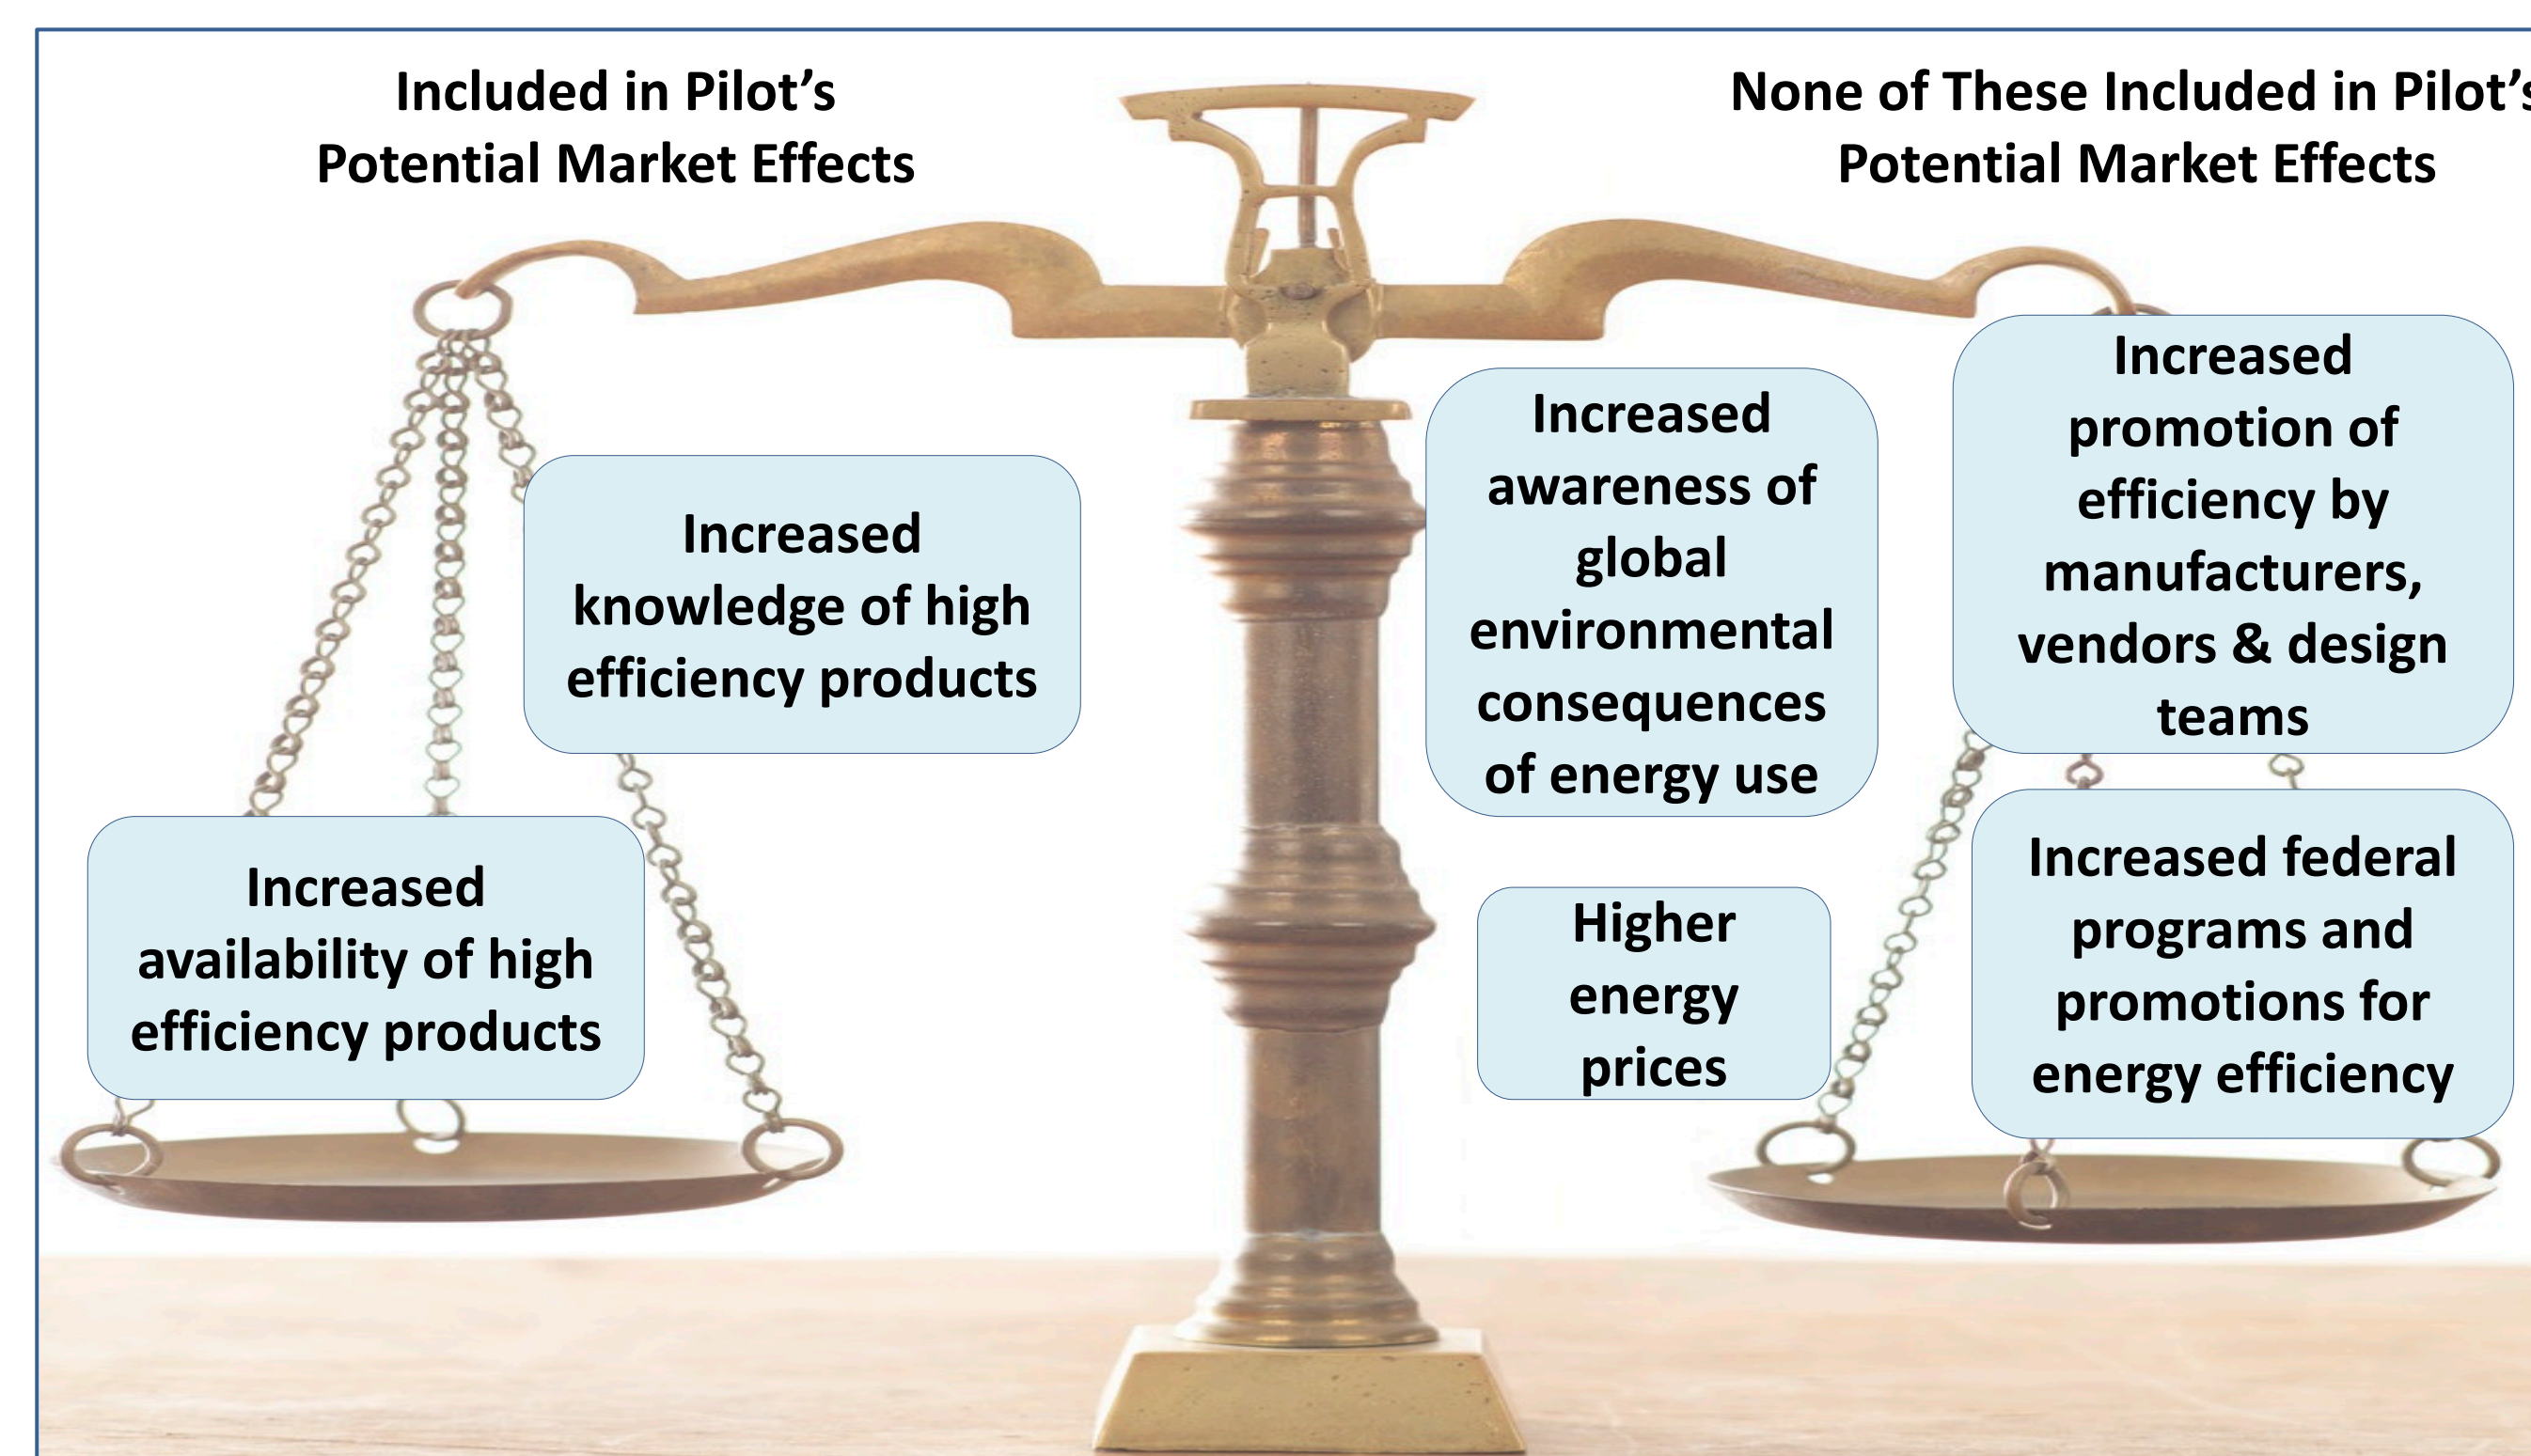 Included in Pilot’s
Potential Market Effects
None of These Included in Pilot’s
Potential Market Effects
Increased
knowledge of high
efficiency products
Increased
availability of high
efficiency products
Increased
awareness of
global
environmental
consequences
of energy use
Higher
energy
prices
Increased
promotion of
efficiency by
manufacturers,
vendors & design
teams
Increased federal
programs and
promotions for
energy efficiency